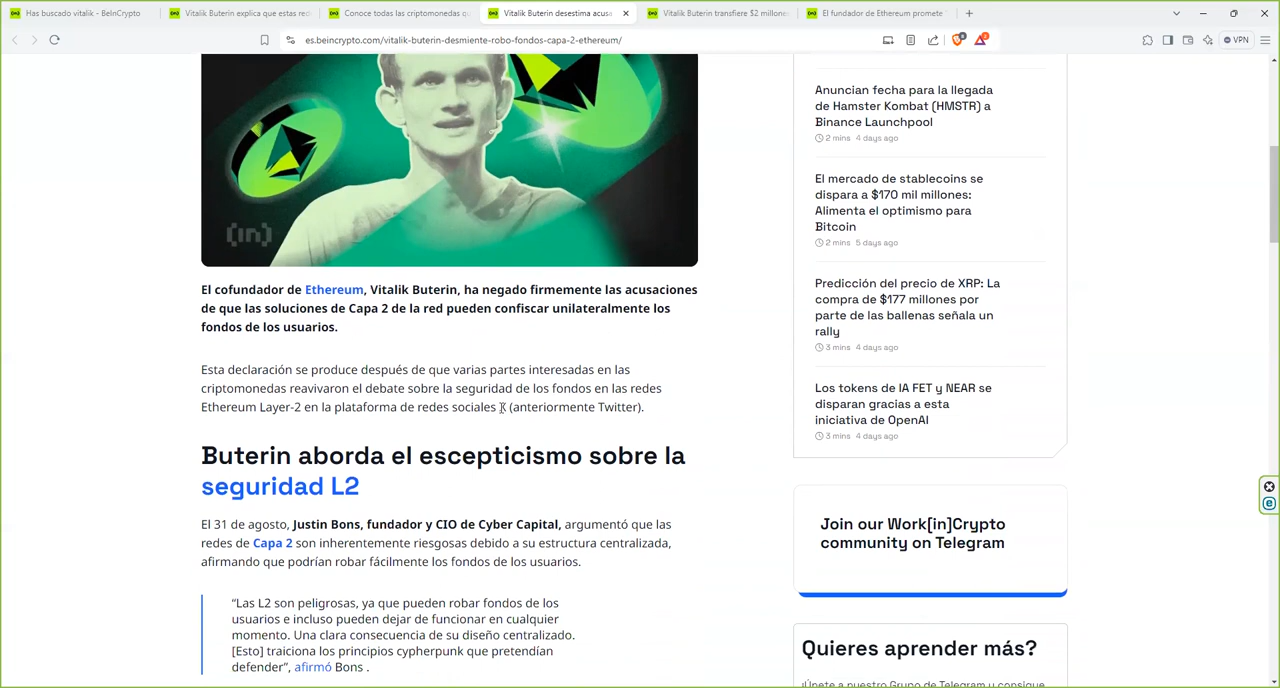 Has buscado vitalik - BeInCrypto
Vitalik Buterin explica que estas red
Conoce todas las criptomonedas qu
Vitalik Buterin desestima acusa
Vitalik Buterin transfiere $2 millones
El fundador de Ethereum promete
es.beincrypto.com/vitalik-buterin-desmiente-robo-fondos-capa-2-ethereum/
VPN
(in)
El cofundador de Ethereum, Vitalik Buterin, ha negado firmemente las acusaciones
de que las soluciones de Capa 2 de la red pueden confiscar unilateralmente los
fondos de los usuarios.
Esta declaración se produce después de que varias partes interesadas en las
criptomonedas reavivaron el debate sobre la seguridad de los fondos en las redes
Ethereum Layer-2 en la plataforma de redes sociales X (anteriormente Twitter).
Buterin aborda el escepticismo sobre la
seguridad L2
El 31 de agosto, Justin Bons, fundador y CIO de Cyber Capital, argumentó que las
redes de Capa 2 son inherentemente riesgosas debido a su estructura centralizada,
afirmando que podrían robar fácilmente los fondos de los usuarios.
“Las L2 son peligrosas, ya que pueden robar fondos de los
usuarios e incluso pueden dejar de funcionar en cualquier
momento. Una clara consecuencia de su diseño centralizado.
[Esto] traiciona los principios cypherpunk que pretendían
defender”, afirmó Bons .
Anuncian fecha para la llegada
de Hamster Kombat (HMSTR) a
Binance Launchpool
2 mins 4 days ago
El mercado de stablecoins se
dispara a $170 mil millones:
Alimenta el optimismo para
Bitcoin
2 mins 5 days ago
Predicción del precio de XRP: La
compra de $177 millones por
parte de las ballenas señala un
rally
3 mins 4 days ago
Los tokens de IA FET y NEAR se
disparan gracias a esta
iniciativa de OpenAI
3 mins 4 days ago
Join our Work[in]Crypto
community on Telegram
Quieres aprender más?
¡Únete a nuestro Grupo de Telegram y consigue